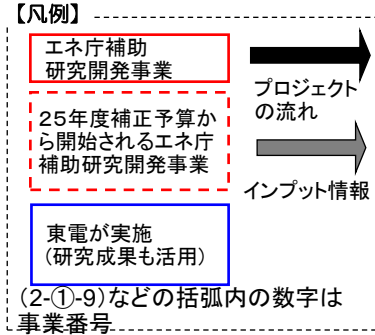 【凡例】
エネ庁補助
研究開発事業
プロジェクト
の流れ
25年度補正予算か
ら開始されるエネ庁
補助研究開発事業
インプット情報
東電が実施
(研究成果も活用)
(2-①-9)などの括弧内の数字は
事業番号